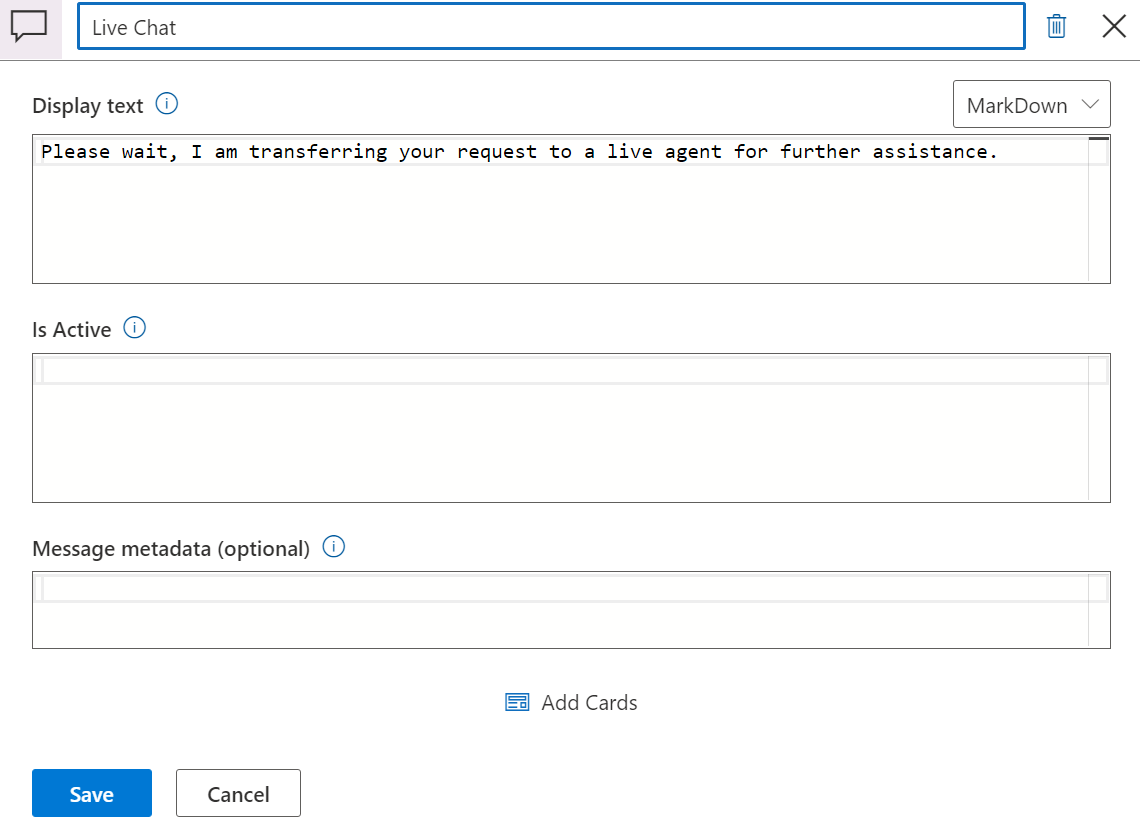 Live Chat
Display text
MarkDown
Please wait, I am transferring your request to a live agent for further assistance.
Is Active
Message metadata (optional)
Add Cards
Save
Cancel